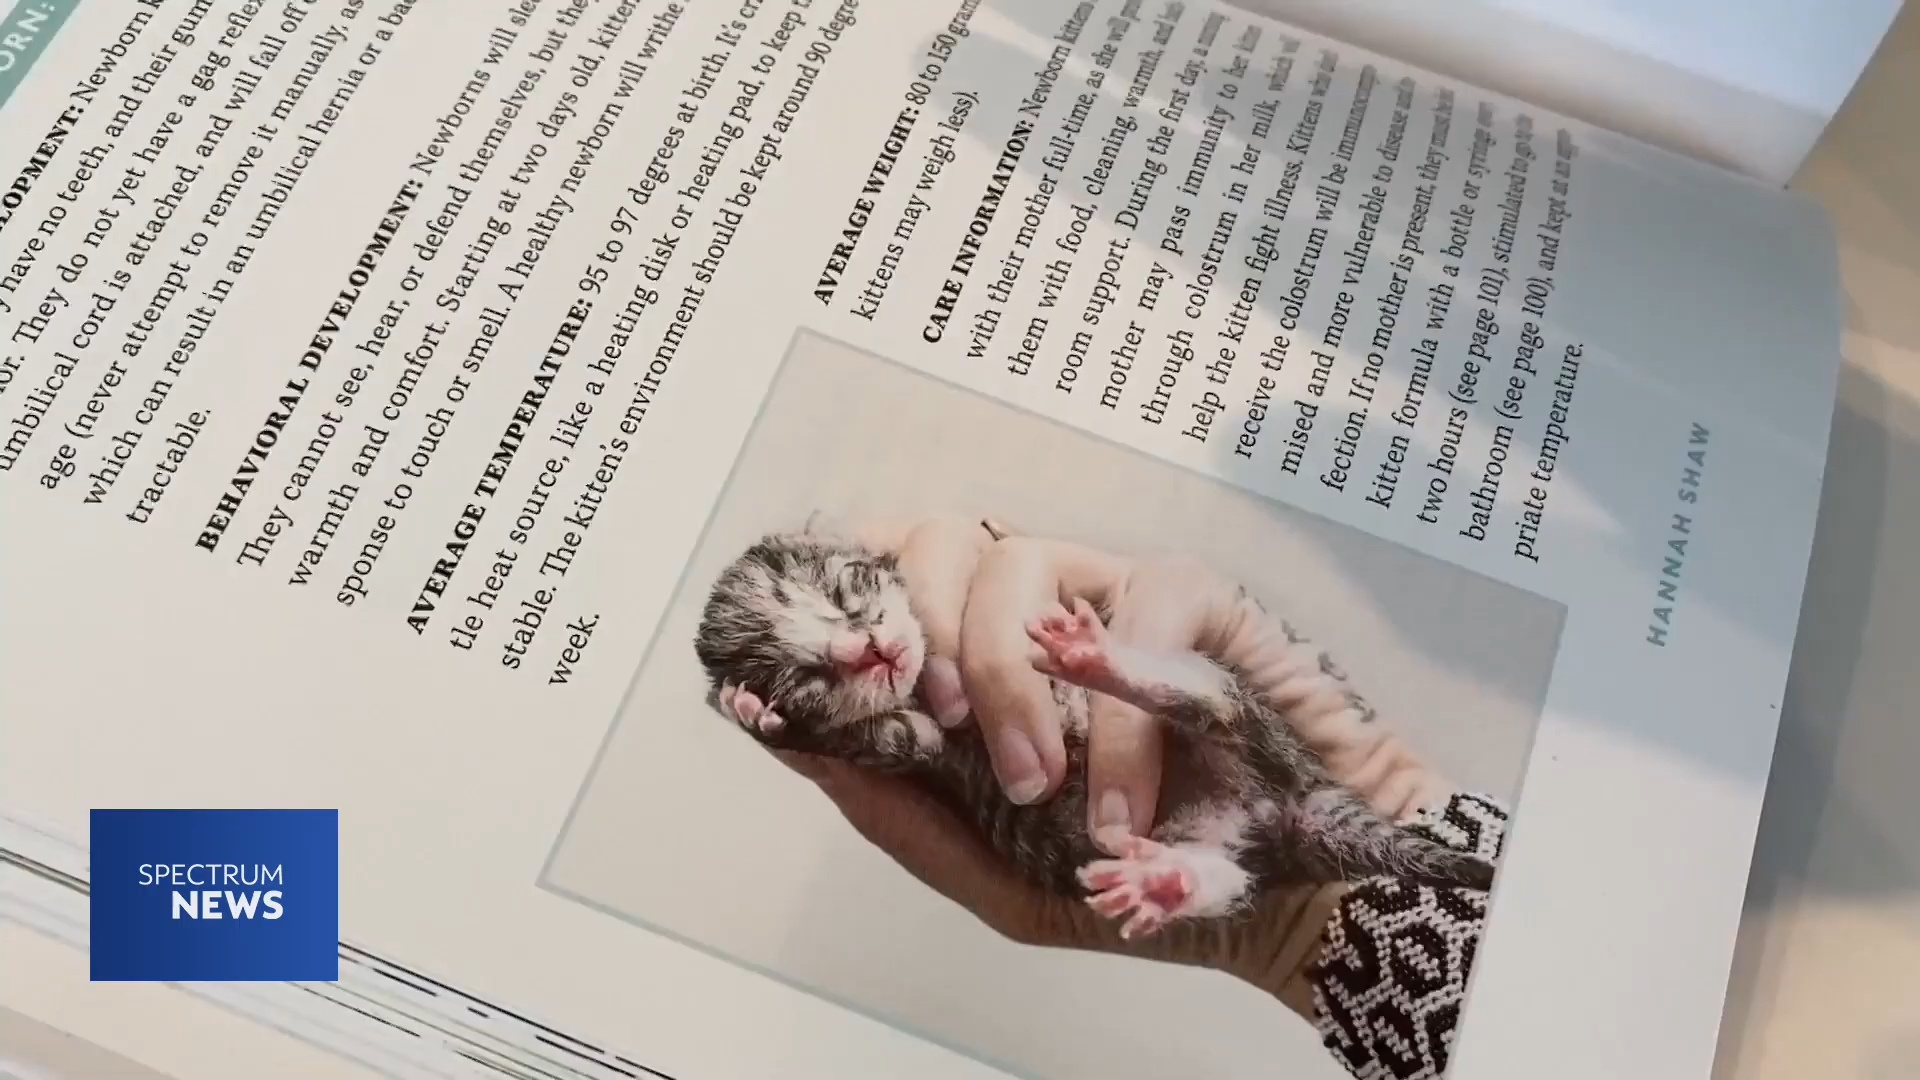 ORN:
LOPMENT: Newborn
y have no teeth, and their gum
ior. They do not yet have a gag reflex
umbilical cord is attached, and will fall off
age (never attempt to remove it manually, as
which can result in an umbilical hernia or a
tractable.
BEHAVIORAL DEVELOPMENT: Newborns will
They cannot see, hear, or defend themselves, but
warmth and comfort. Starting at two days old, kitten
sponse to touch or smell. A healthy newborn will writhe
AVERAGE TEMPERATURE: 95 to 97 degrees at birth. It's
tle heat source, like a heating disk or heating pad, to keep
stable. The kitten's environment should be kept around 90 degre
week.
AVERAGE WEIGHT: 80 to 150 gram
kittens may weigh less).
CARE INFORMATION: Newborn kittens
with their mother full-time, as she will
them with food, cleaning, warmth, and
room support. During the first day, a
mother may pass immunity to her
through colostrum in her milk, which
help the kitten fight illness. Kittens who
receive the colostrum will be immunocompro
mised and more vulnerable to disease
fection. If no mother is present, they must
kitten formula with a bottle or syringe
two hours (see page 101), stimulated to go
bathroom (see page 100), and kept at an
priate temperature.
HANNAH SHAW
SPECTRUM
NEWS